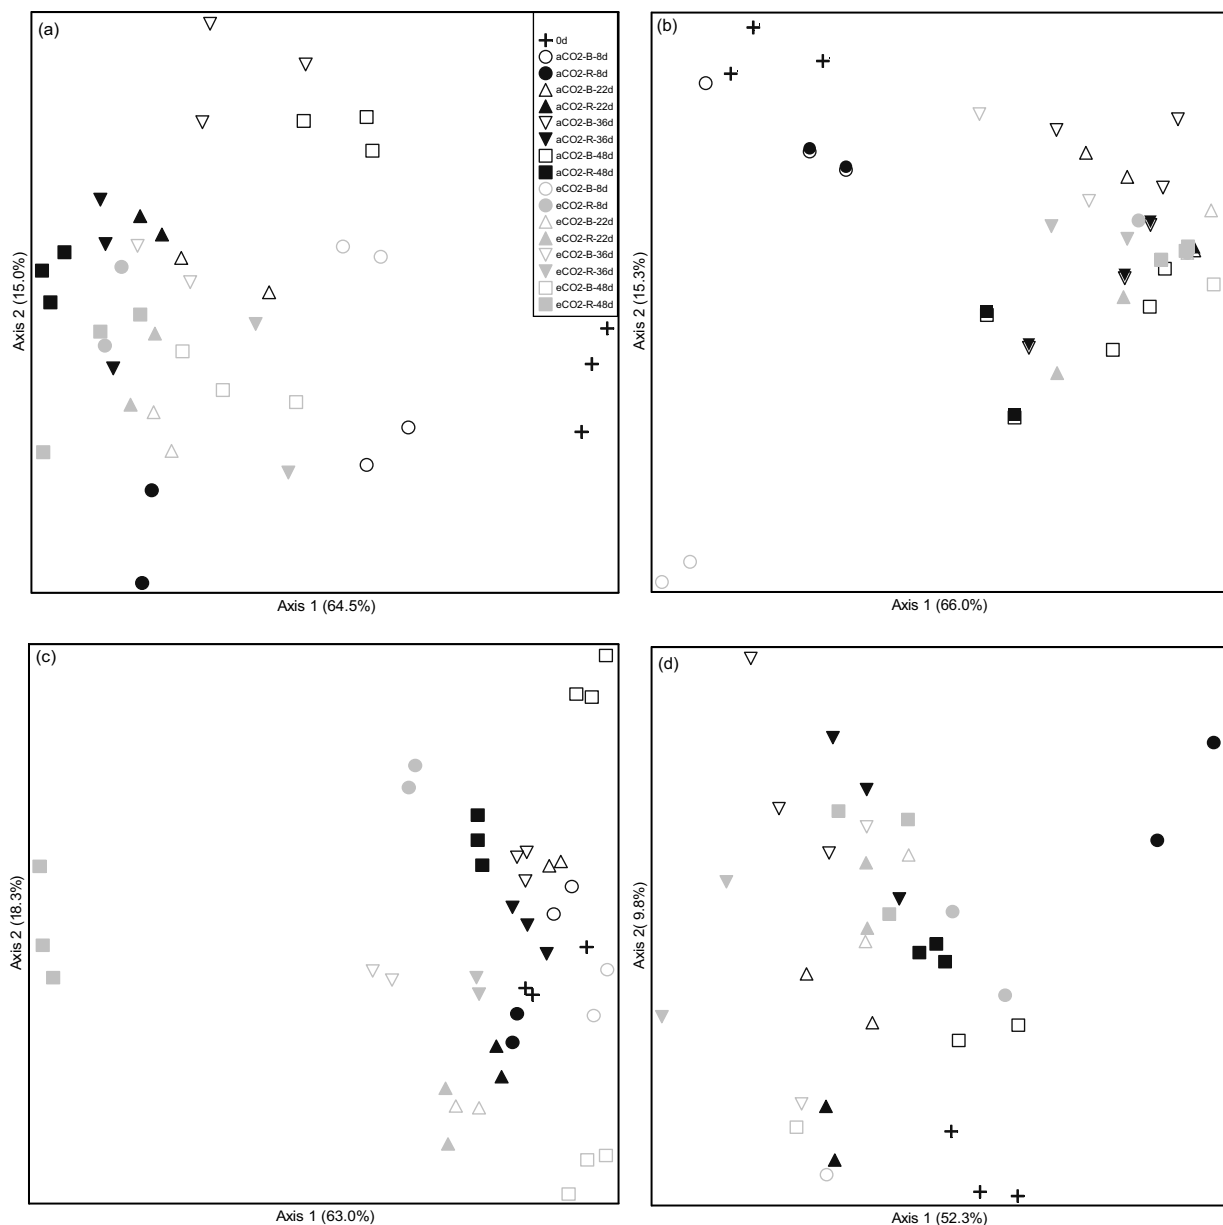 (a)
0d
aCO2-B-8d
aCO2-R-8d
aCO2-B-22d
aCO2-R-22d
aCO2-B-36d
aCO2-R-36d
aCO2-B-48d
aCO2-R-48d
eCO2-B-8d
eCO2-R-8d
eCO2-B-22d
eCO2-R-22d
eCO2-B-36d
eCO2-R-36d
eCO2-B-48d
eCO2-R-48d
Axis 2 (15.0%)
Axis 1 (64.5%)
(b)
Axis 2 (15.3%)
Axis 1 (66.0%)
(c)
Axis 2 (18.3%)
Axis 1 (63.0%)
(d)
Axis 2( 9.8%)
Axis 1 (52.3%)